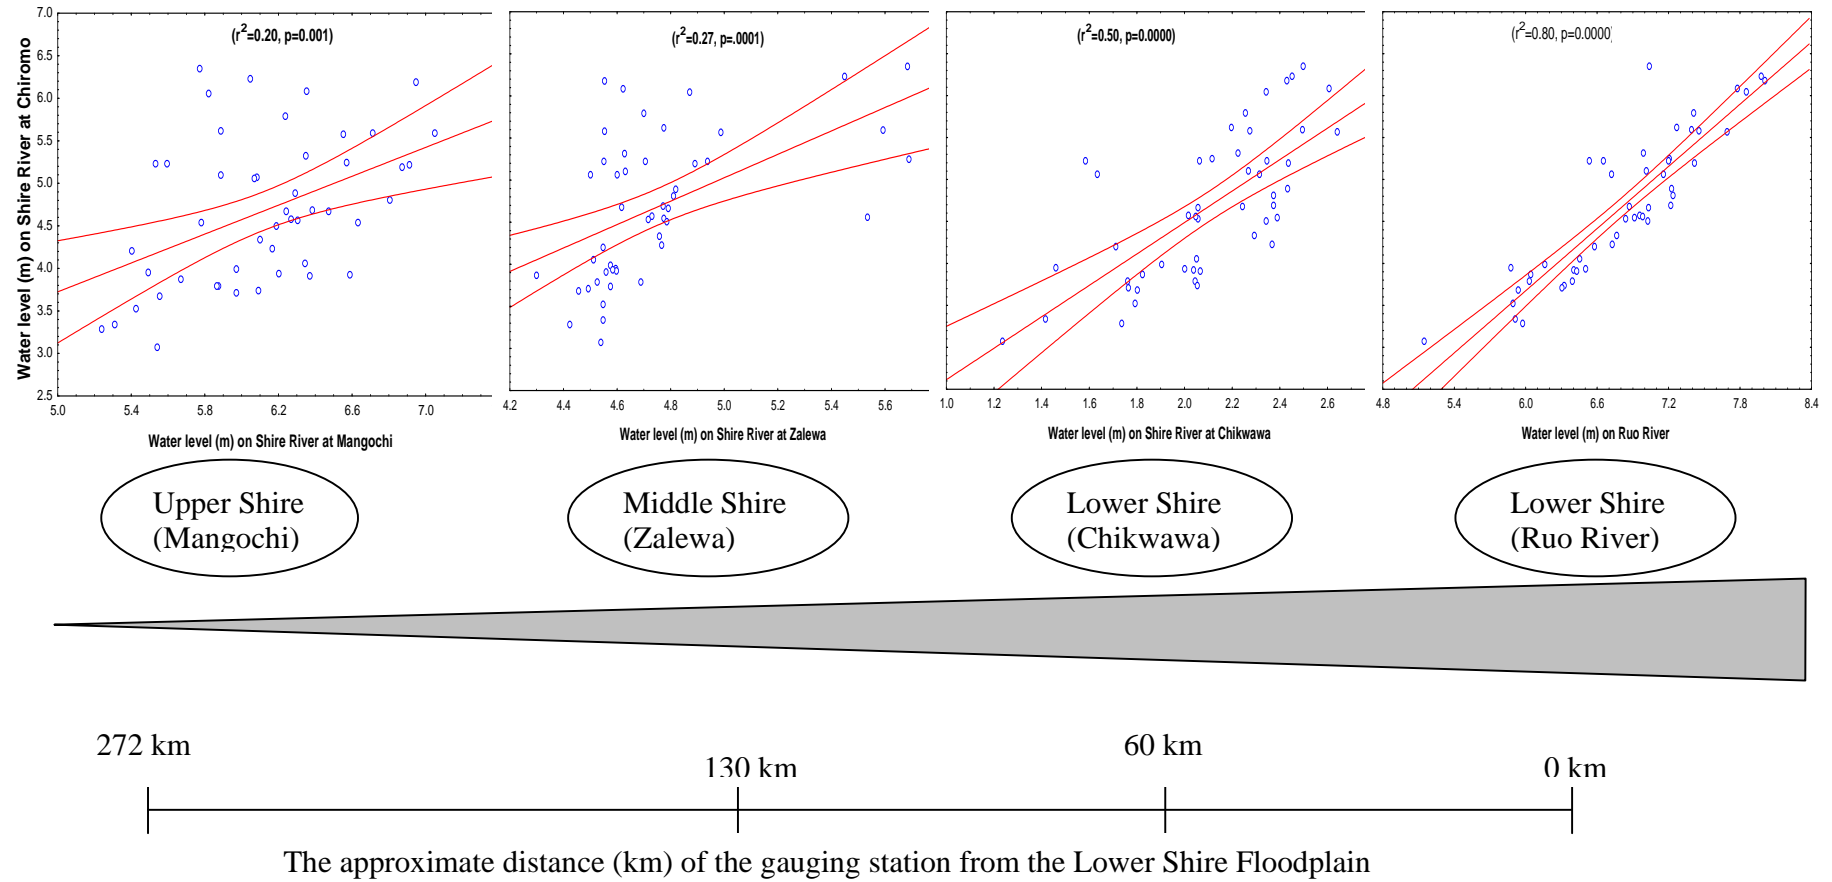 (r2=0.20, p=0.001)
(r2=0.27, p=.0001)
(r2=0.50, p=0.0000)
(r2=0.80, p=0.0000)
Water level (m) on Shire River at Chiromo
7.0
6.5
6.0
5.5
5.0
4.5
4.0
3.5
3.0
2.5
5.0 5.4 5.8 6.2 6.6 7.0
4.2 4.4 4.6 4.8 5.0 5.2 5.4 5.6
1.0 1.2 1.4 1.6 1.8 2.0 2.2 2.4 2.6
4.8 5.4 6.0 6.6 7.2 7.8 8.4
Water level (m) on Shire River at Mangochi
Water level (m) on Shire River at Zalewa
Water level (m) on Shire River at Chikwawa
Water level (m) on Ruo River
Upper Shire
(Mangochi)
Middle Shire
(Zalewa)
Lower Shire
(Chikwawa)
Lower Shire
(Ruo River)
272 km
130 km
60 km
0 km
The approximate distance (km) of the gauging station from the Lower Shire Floodplain